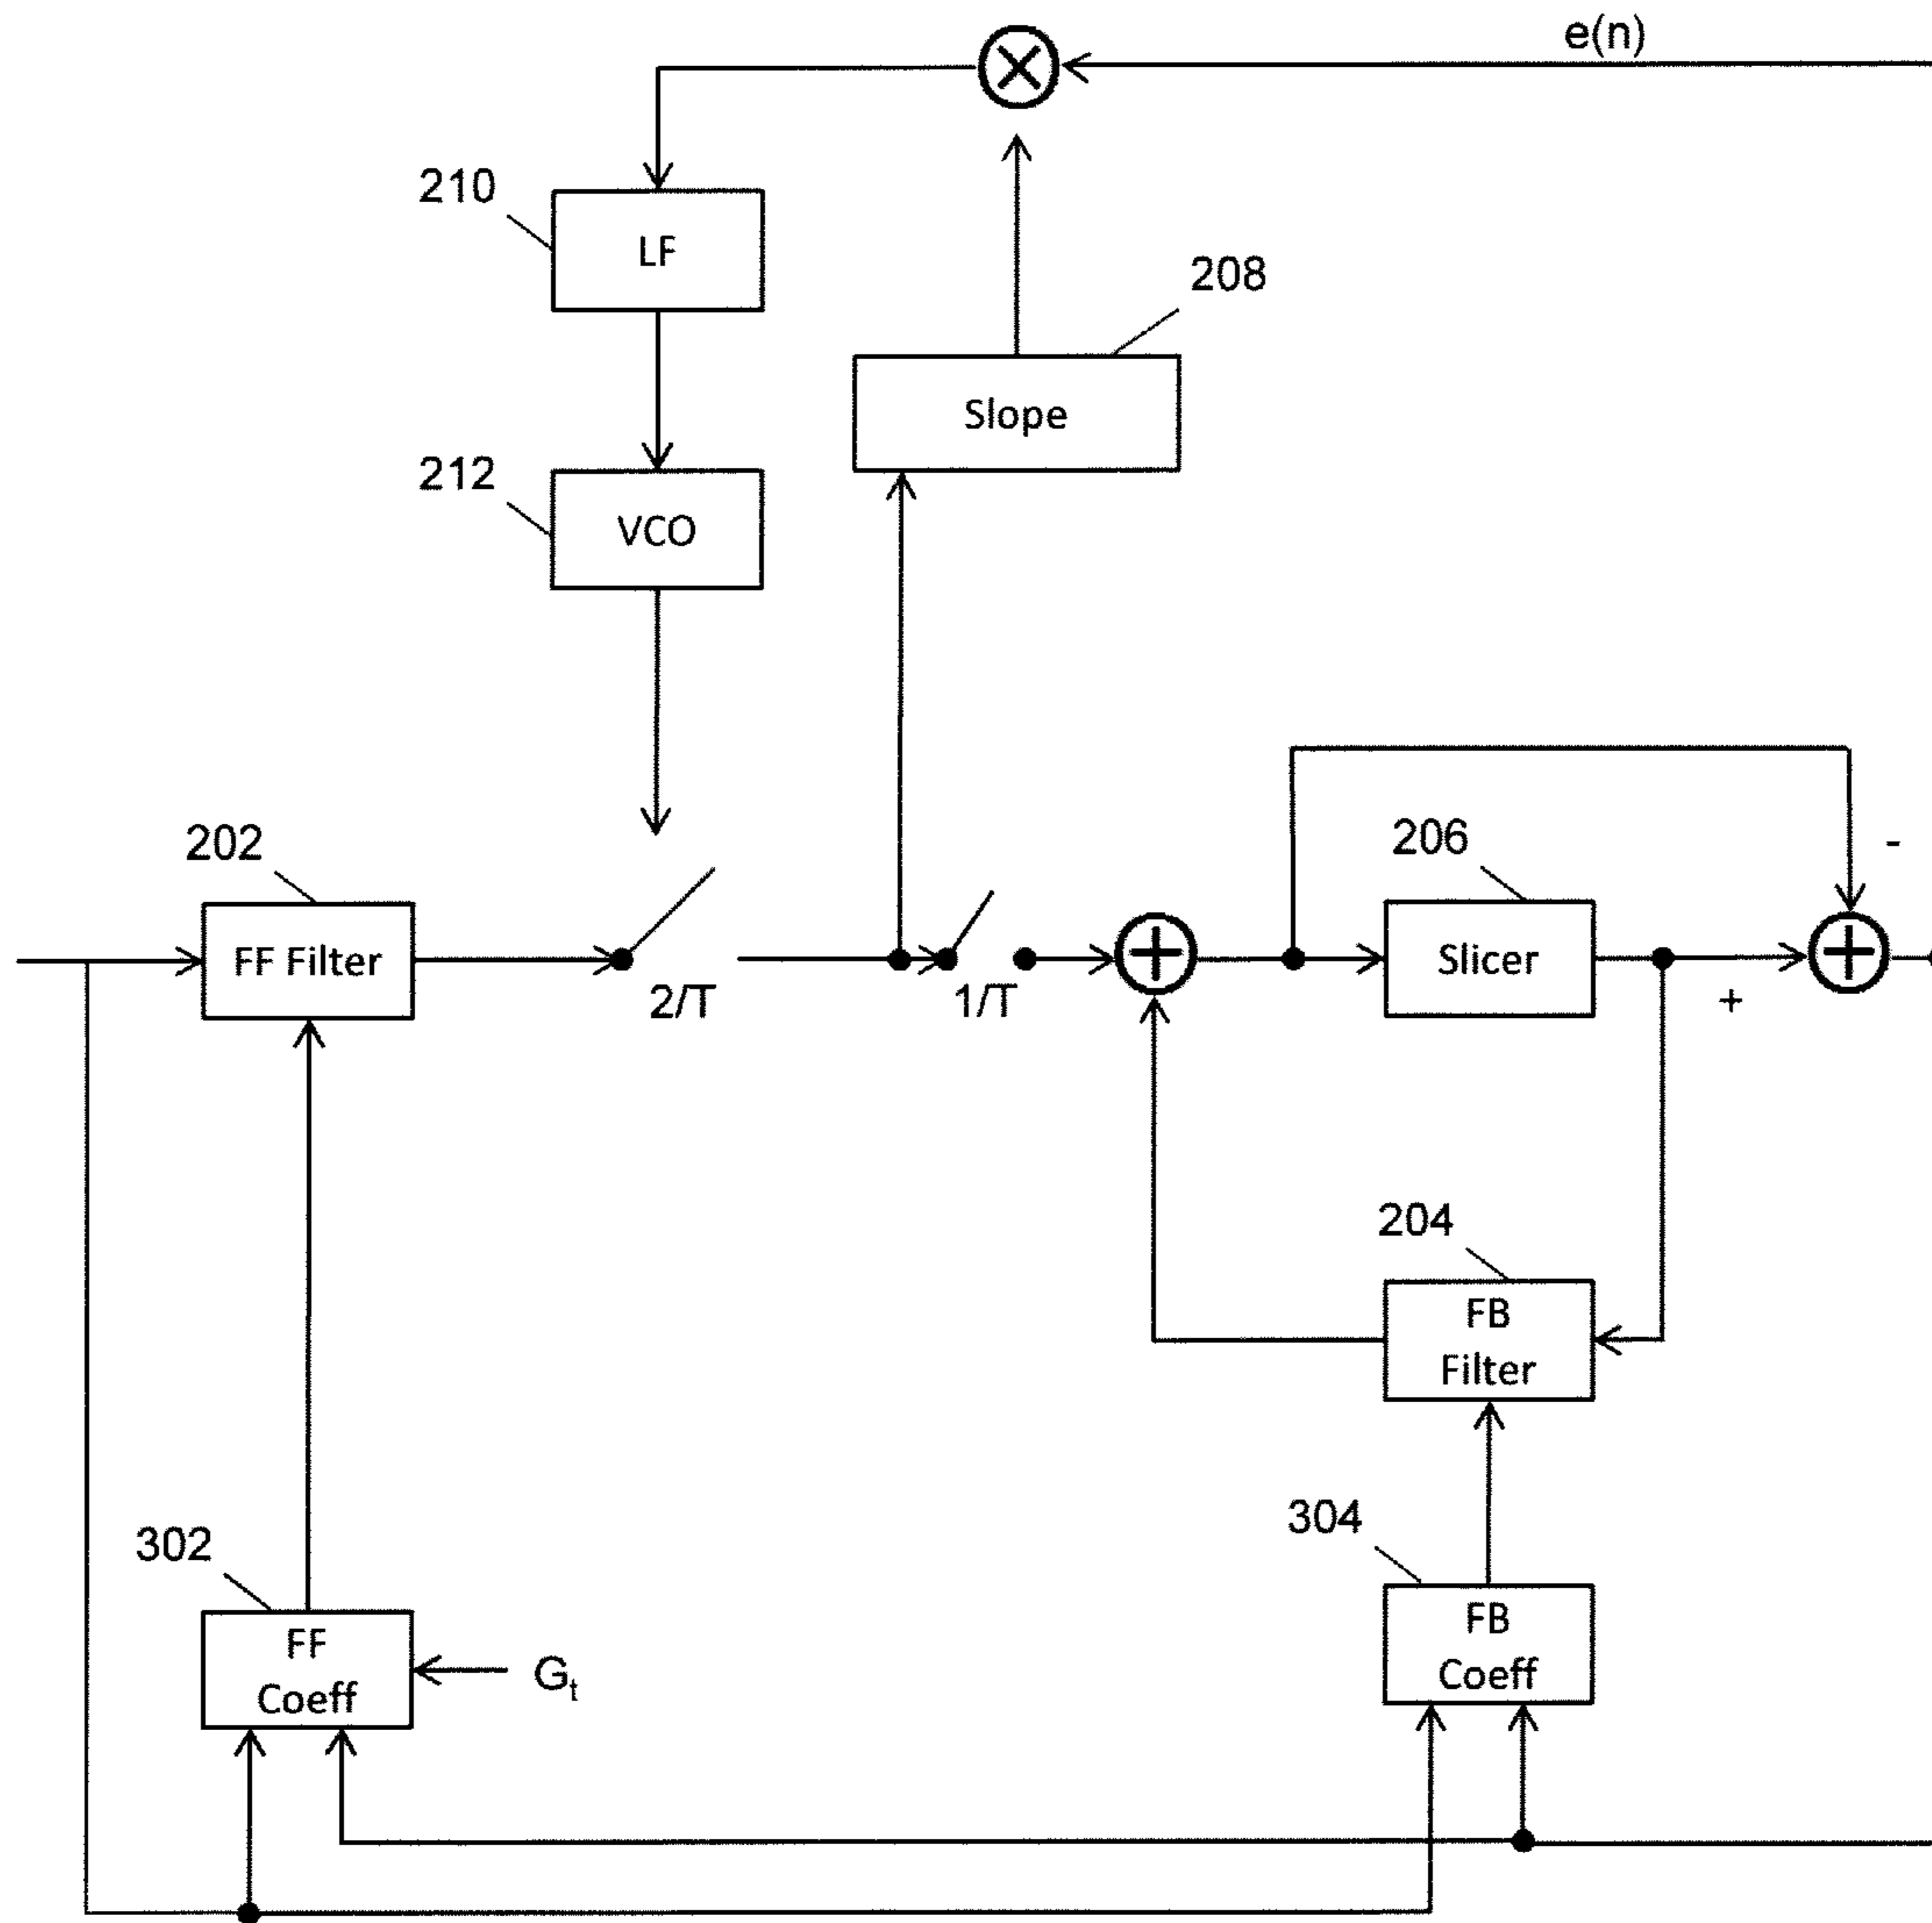 e(n)
210
LF
208
Slope
212
VCO
202
FF Filter
2/T
1/T
206
Slicer
-
+
204
FB
Filter
302
FF
Coeff
Gt
304
FB
Coeff